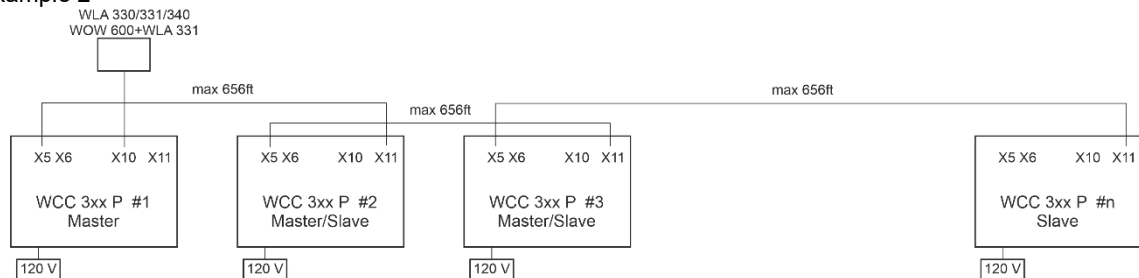 xample 2
WLA 330/331/340
WOW 600+WLA 331
max 656ft
max 656ft
max 656ft
X5 X6 X10 X11
WCC 3xx P #1
Master
120 V
X5 X6 X10 X11
WCC 3xx P #2
Master/Slave
120 V
X5 X6 X10 X11
WCC 3xx P #3
Master/Slave
120 V
X5 X6 X10 X11
WCC 3xx P #n
Slave
120 V